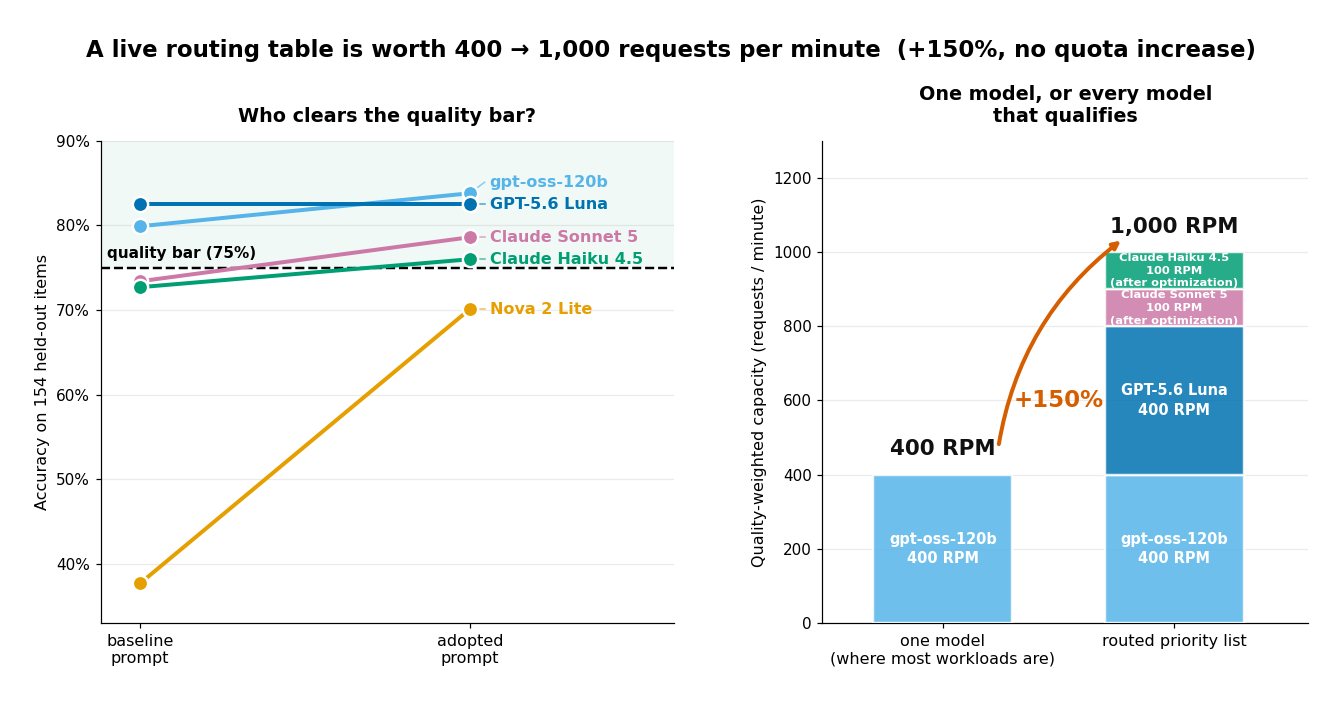 A live routing table is worth 400 → 1,000 requests per minute  (+150%, no quota increase)
Who clears the quality bar?
Accuracy on 154 held-out items
90%
80%
70%
60%
50%
40%
quality bar (75%)
gpt-oss-120b
GPT-5.6 Luna
Claude Sonnet 5
Claude Haiku 4.5
Nova 2 Lite
baseline
prompt
adopted
prompt
One model, or every model
that qualifies
Quality-weighted capacity (requests / minute)
1200
1000
800
600
400
200
0
400 RPM
gpt-oss-120b
400 RPM
+150%
1,000 RPM
Claude Haiku 4.5
100 RPM
(after optimization)
Claude Sonnet 5
100 RPM
(after optimization)
GPT-5.6 Luna
400 RPM
gpt-oss-120b
400 RPM
one model
(where most workloads are)
routed priority list